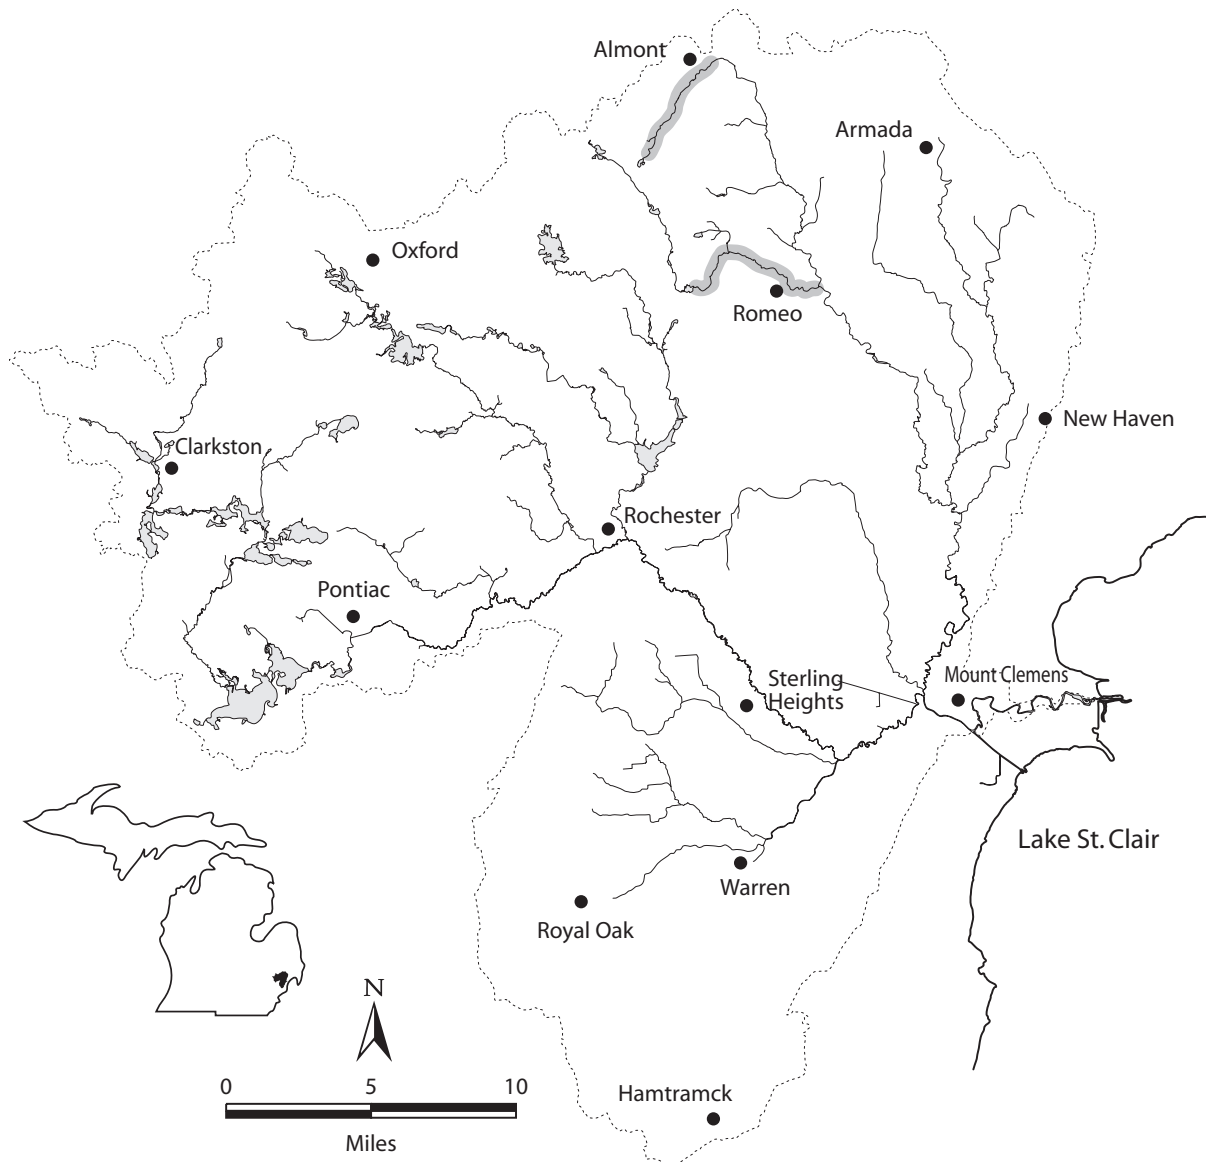 Almont
Armada
Oxford
Romeo
New Haven
Clarkston
Rochester
Pontiac
Sterling
Heights
Mount Clemens
Lake St. Clair
Warren
Royal Oak
N
0 5 10
Miles
Hamtramck